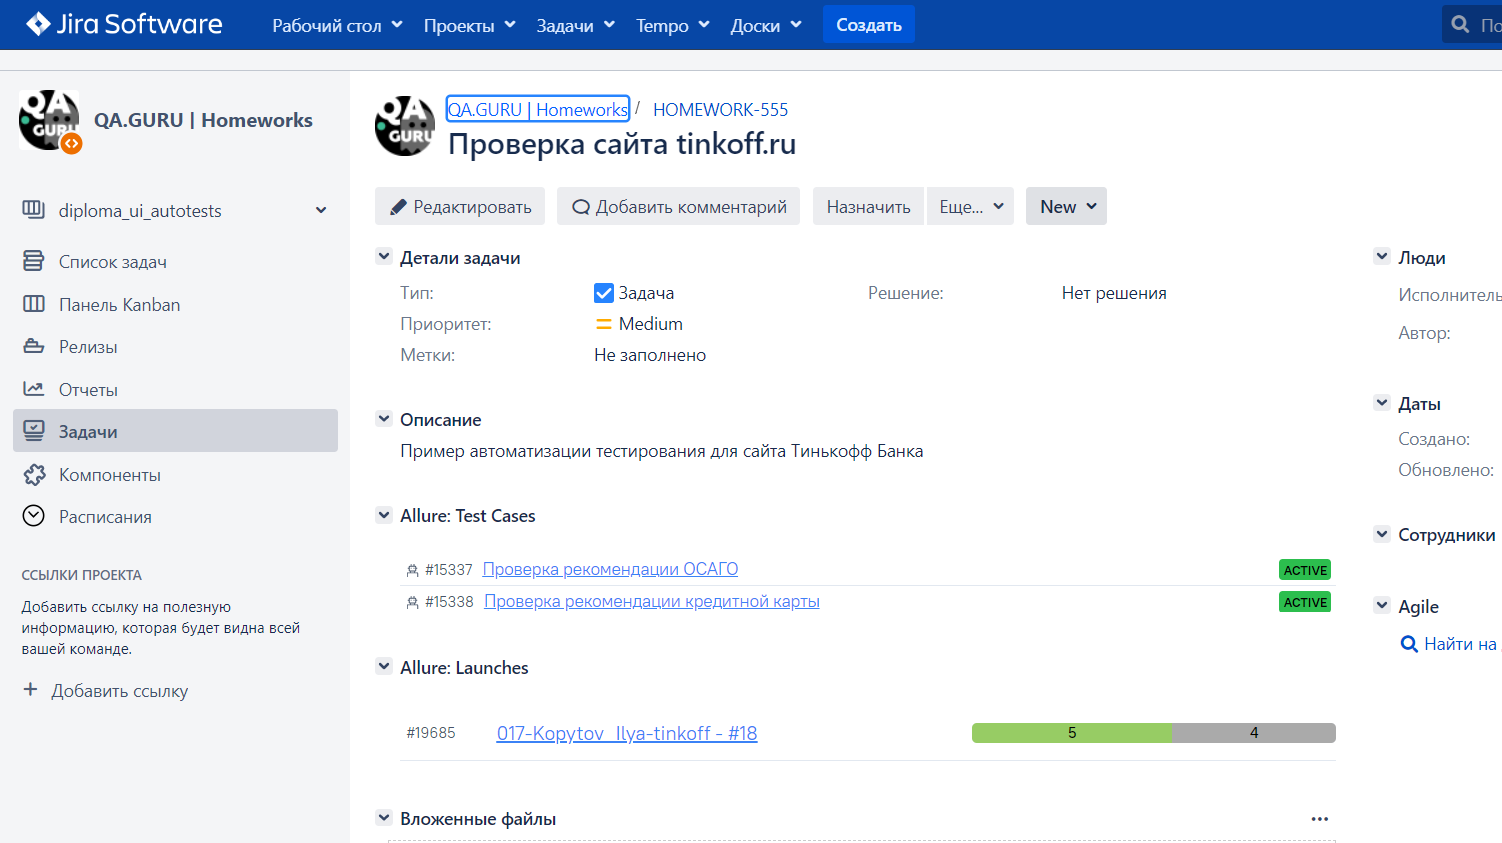 Jira Software
Рабочий стол
Проекты
Задачи
Tempo
Доски
Создать
QA GURU
QA.GURU | Homeworks
diploma_ui_autotests
Список задач
Панель Kanban
Релизы
Отчеты
Задачи
Компоненты
Расписания
ССЫЛКИ ПРОЕКТА
Добавить ссылку на полезную
информацию, которая будет видна всей
вашей команде.
+ Добавить ссылку
QA GURU
QA.GURU | Homeworks / HOMEWORK-555
Проверка сайта tinkoff.ru
Редактировать
Добавить комментарий
Назначить
Еще...
New
Детали задачи
Тип: Задача
Решение: Нет решения
Приоритет: Medium
Метки: Не заполнено
Описание
Пример автоматизации тестирования для сайта Тинькофф Банка
Allure: Test Cases
#15337 Проверка рекомендации ОСАГО ACTIVE
#15338 Проверка рекомендации кредитной карты ACTIVE
Allure: Launches
#19685 017-Kopytov_Ilya-tinkoff - #18 5 4
Вложенные файлы ...
Люди
Исполнитель
Автор:
Даты
Создано:
Обновлено:
Сотрудники
Agile
Найти на